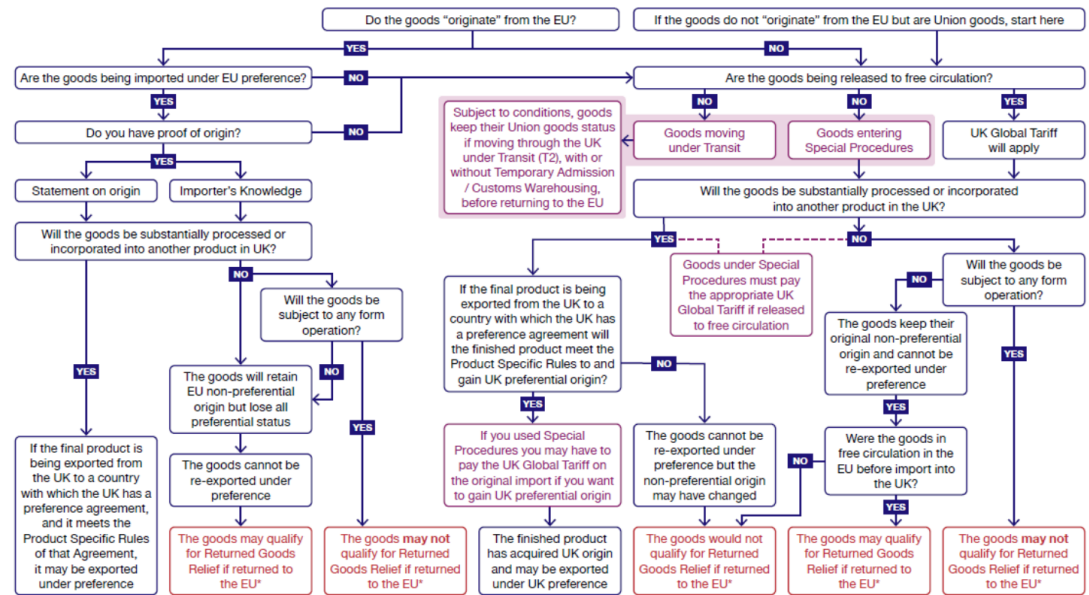 Do the goods “originate” from the EU?
If the goods do not “originate” from the EU but are Union goods, start here
YES
NO
Are the goods being imported under EU preference?
NO
Are the goods being released to free circulation?
YES
NO
NO
YES
Do you have proof of origin?
NO
Subject to conditions, goods
keep their Union goods status
if moving through the UK
under Transit (T2), with or
without Temporary Admission
/ Customs Warehousing,
before returning to the EU
Goods moving
under Transit
Goods entering
Special Procedures
UK Global Tariff
will apply
YES
Statement on origin
Importer’s Knowledge
Will the goods be substantially processed or incorporated
into another product in the UK?
Will the goods be substantially processed or
incorporated into another product in UK?
YES
NO
NO
Will the goods be
subject to any form
operation?
If the final product is being
exported from the UK to a
country with which the UK has
a preference agreement will
the finished product meet the
Product Specific Rules to and
gain UK preferential origin?
Goods under Special
Procedures must pay
the appropriate UK
Global Tariff if released
to free circulation
NO
Will the goods be
subject to any form
operation?
The goods keep their
original non-preferential
origin and cannot be
re-exported under
preference
YES
NO
YES
NO
YES
The goods will retain
EU non-preferential
origin but lose all
preferential status
YES
YES
If the final product is
being exported from
the UK to a country
with which the UK has a
preference agreement,
and it meets the
Product Specific Rules
of that Agreement,
it may be exported
under preference
The goods cannot be
re-exported under
preference
If you used Special
Procedures you may have to
pay the UK Global Tariff on
the original import if you
want to gain UK preferential origin
The goods cannot be
re-exported under
preference but the
non-preferential origin
may have changed
NO
Were the goods in
free circulation in the
EU before import into
the UK?
YES
The goods may qualify
for Returned Goods
Relief if returned to
the EU*
The goods may not
qualify for Returned
Goods Relief if returned
to the EU*
The finished product
has acquired UK origin
and may be exported
under UK preference
The goods would not
qualify for Returned
Goods Relief if returned
to the EU*
The goods may qualify
for Returned Goods
Relief if returned to
the EU*
The goods may not
qualify for Returned
Goods Relief if returned
to the EU*